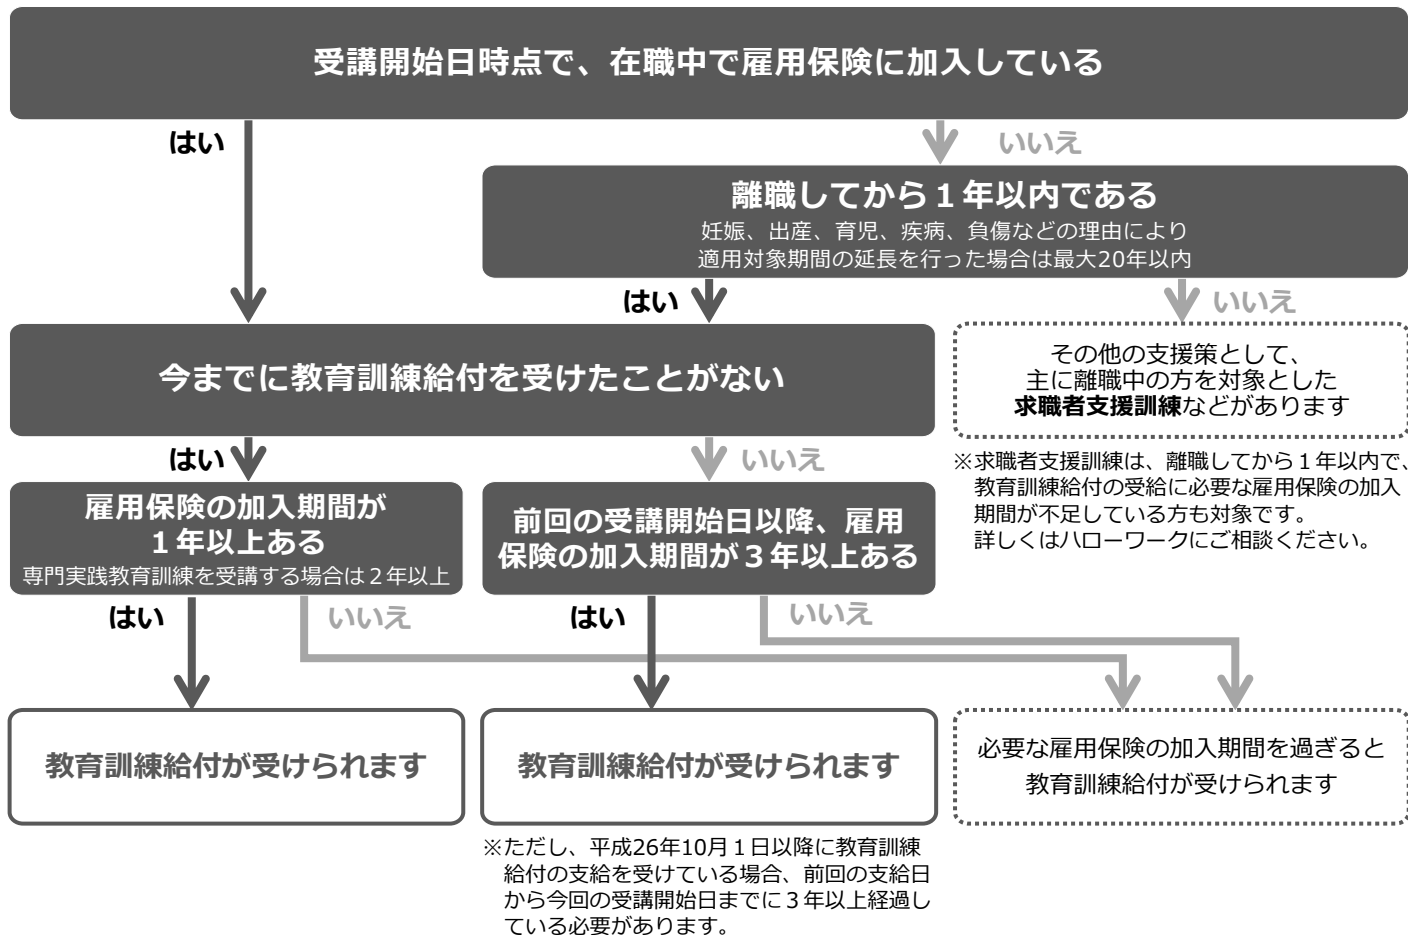 受講開始日時点で、在職中で雇用保険に加入している
はい
いいえ
離職してから１年以内である
妊娠、出産、育児、疾病、負傷などの理由により
適用対象期間の延長を行った場合は最大20年以内
はい
いいえ
今までに教育訓練給付を受けたことがない
その他の支援策として、
主に離職中の方を対象とした
求職者支援訓練などがあります
※求職者支援訓練は、離職してから１年以内で、
教育訓練給付の受給に必要な雇用保険の加入
期間が不足している方も対象です。
詳しくはハローワークにご相談ください。
はい
いいえ
雇用保険の加入期間が
１年以上ある
専門実践教育訓練を受講する場合は２年以上
前回の受講開始日以降、雇用
保険の加入期間が３年以上ある
はい
いいえ
はい
いいえ
教育訓練給付が受けられます
教育訓練給付が受けられます
必要な雇用保険の加入期間を過ぎると
教育訓練給付が受けられます
※ただし、平成26年10月１日以降に教育訓練
給付の支給を受けている場合、前回の支給日
から今回の受講開始日までに３年以上経過し
ている必要があります。